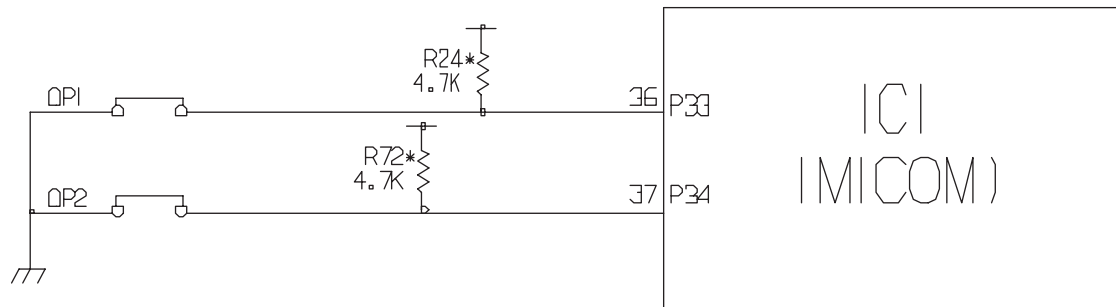 R24*
4.7K
OP1
36 P33
IC1
(MICOM)
R72*
4.7K
OP2
37 P34